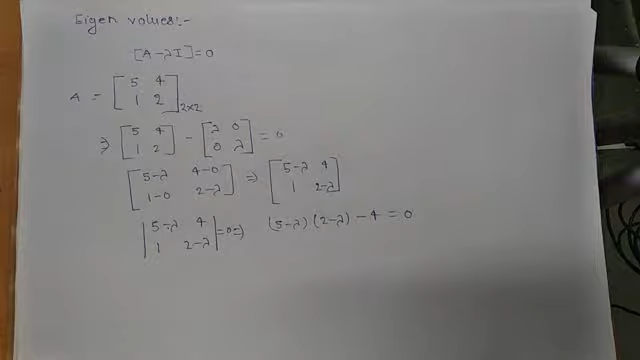 Eigen values:-
[A-λI]=0
A = [5 4 1 2]2×2
⇒ [5 4 1 2] - [λ 0 0 λ] = 0
[5-λ 4-0 1-0 2-λ] ⇒ [5-λ 4 1 2-λ]
|5-λ 4 1 2-λ| =0⇒ (5-λ)(2-λ)-4=0